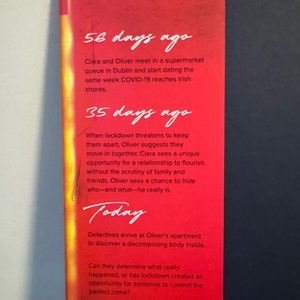 56 days ago
Ciara and Oliver meet in a supermarket
queue in Dublin and start dating the
same week COVID-19 reaches Irish
shores.
35 days ago
When lockdown threatens to keep
them apart, Oliver suggests they
move in together. Ciara sees a unique
opportunity for a relationship to flourish
without the scrutiny of family and
friends. Oliver sees a chance to hide
who—and what—he really is.
Today
Detectives arrive at Oliver's apartment
to discover a decomposing body inside.
Can they determine what really
happened, or has lockdown created an
opportunity for someone to commit the
perfect crime?